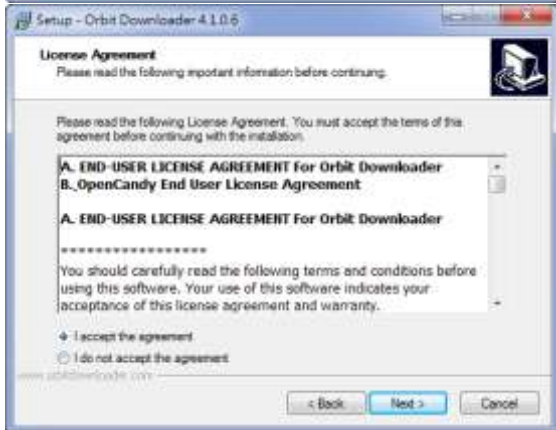 Setup - Orbit Downloader 4.1.0.6
License Agreement
Please read the following important information before continuing.
Please read the following License Agreement. You must accept the terms of this
agreement before continuing with the installation.
A. END-USER LICENSE AGREEMENT For Orbit Downloader
B. OpenCandy End User License Agreement
A. END-USER LICENSE AGREEMENT For Orbit Downloader
==================
You should carefully read the following terms and conditions before
using this software. Your use of this software indicates your
acceptance of this license agreement and warranty.
I accept the agreement
I do not accept the agreement
www.orbitdownloader.com
< Back
Next >
Cancel